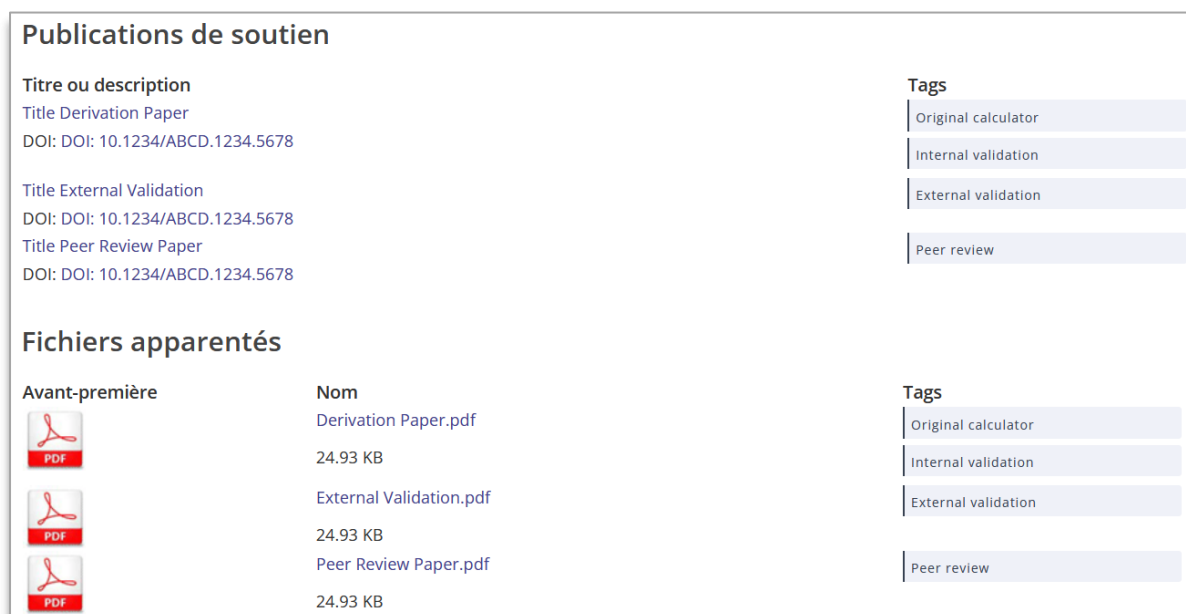 Publications de soutien
Titre ou description
Tags
Title Derivation Paper
Original calculator
DOI: DOI: 10.1234/ABCD.1234.5678
Internal validation
Title External Validation
External validation
DOI: DOI: 10.1234/ABCD.1234.5678
Title Peer Review Paper
Peer review
DOI: DOI: 10.1234/ABCD.1234.5678
Fichiers apparentés
Avant-première
Nom
Tags
PDF
Derivation Paper.pdf
Original calculator
24.93 KB
Internal validation
PDF
External Validation.pdf
External validation
24.93 KB
PDF
Peer Review Paper.pdf
Peer review
24.93 KB